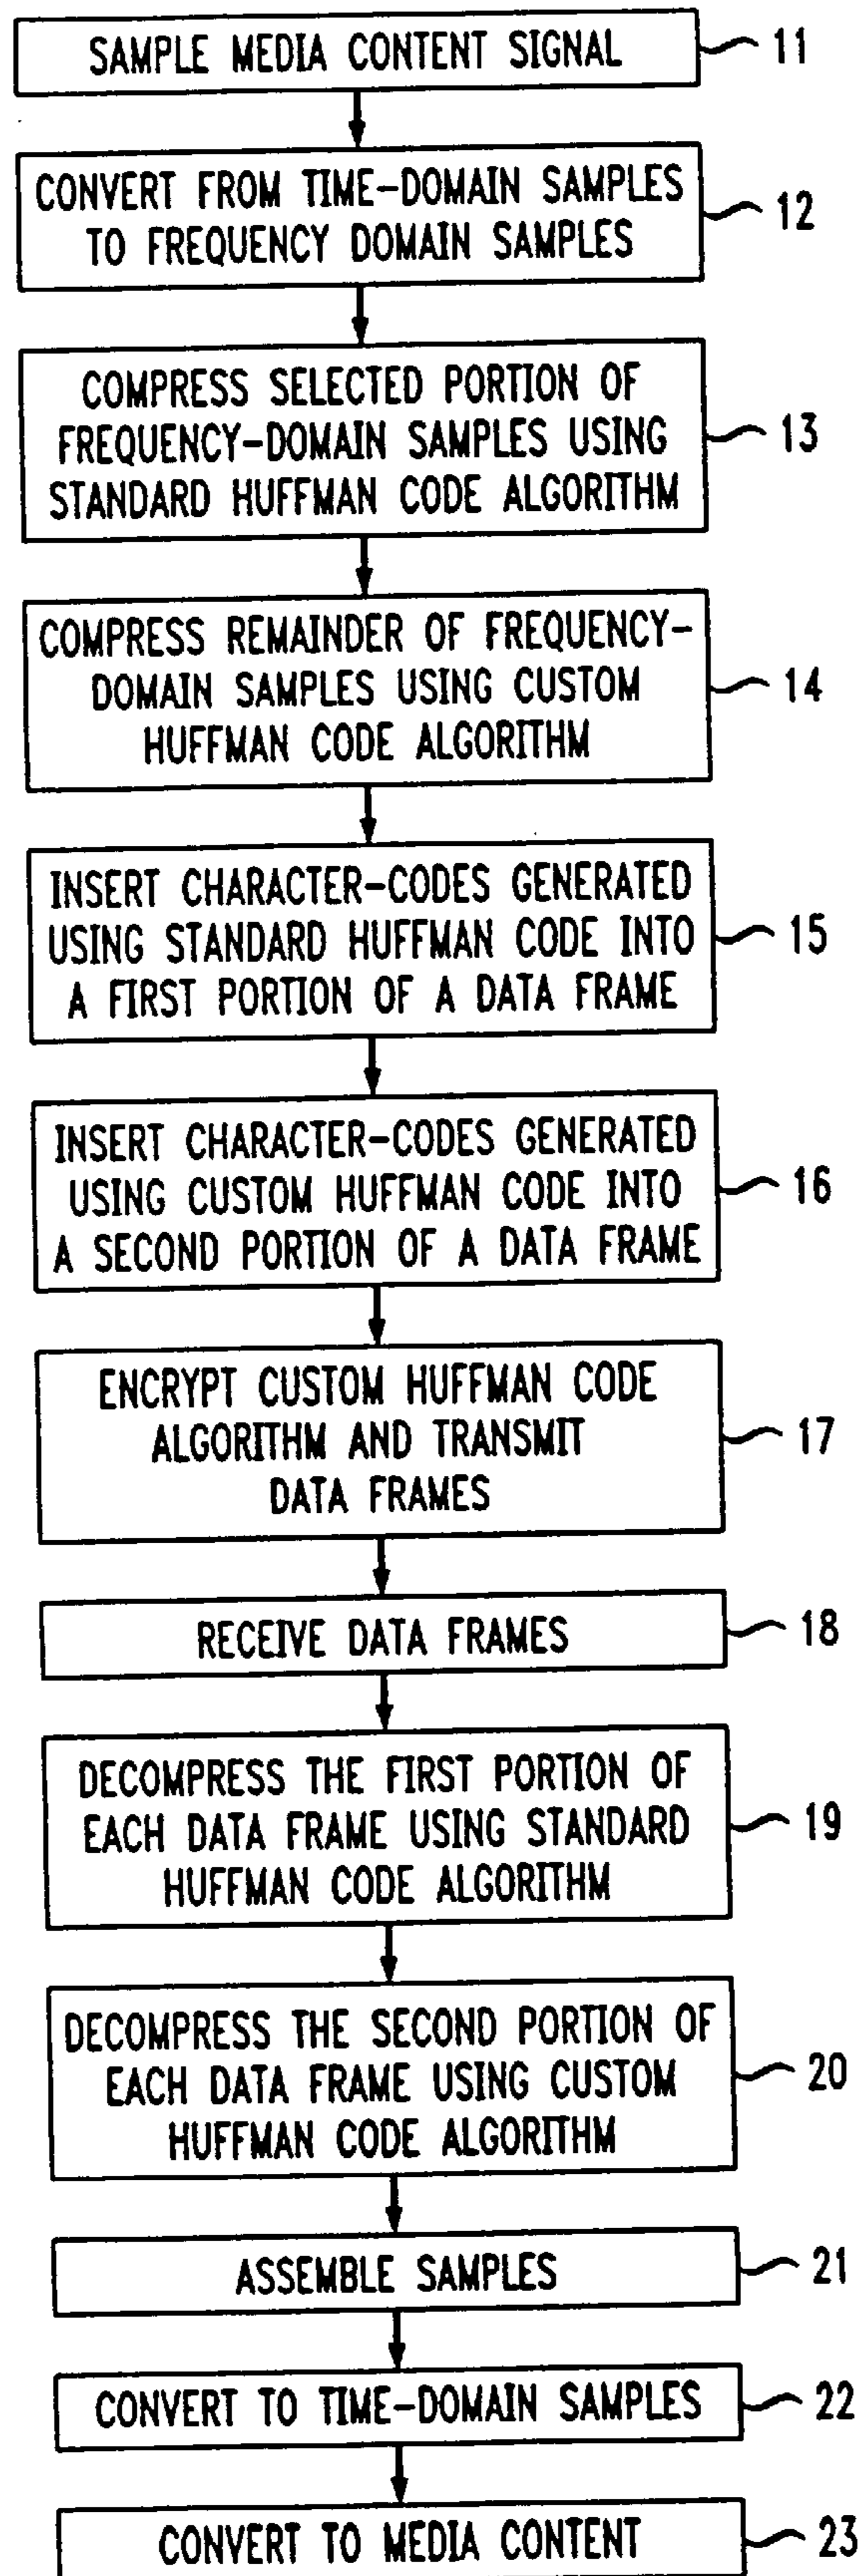 SAMPLE MEDIA CONTENT SIGNAL 11
CONVERT FROM TIME-DOMAIN SAMPLES
TO FREQUENCY DOMAIN SAMPLES 12
COMPRESS SELECTED PORTION OF
FREQUENCY-DOMAIN SAMPLES USING 13
STANDARD HUFFMAN CODE ALGORITHM
COMPRESS REMAINDER OF FREQUENCY-
DOMAIN SAMPLES USING CUSTOM 14
HUFFMAN CODE ALGORITHM
INSERT CHARACTER-CODES GENERATED
USING STANDARD HUFFMAN CODE INTO 15
A FIRST PORTION OF A DATA FRAME
INSERT CHARACTER-CODES GENERATED
USING CUSTOM HUFFMAN CODE INTO 16
A SECOND PORTION OF A DATA FRAME
ENCRYPT CUSTOM HUFFMAN CODE
ALGORITHM AND TRANSMIT 17
DATA FRAMES
RECEIVE DATA FRAMES 18
DECOMPRESS THE FIRST PORTION OF
EACH DATA FRAME USING STANDARD 19
HUFFMAN CODE ALGORITHM
DECOMPRESS THE SECOND PORTION OF
EACH DATA FRAME USING CUSTOM 20
HUFFMAN CODE ALGORITHM
ASSEMBLE SAMPLES 21
CONVERT TO TIME-DOMAIN SAMPLES 22
CONVERT TO MEDIA CONTENT 23